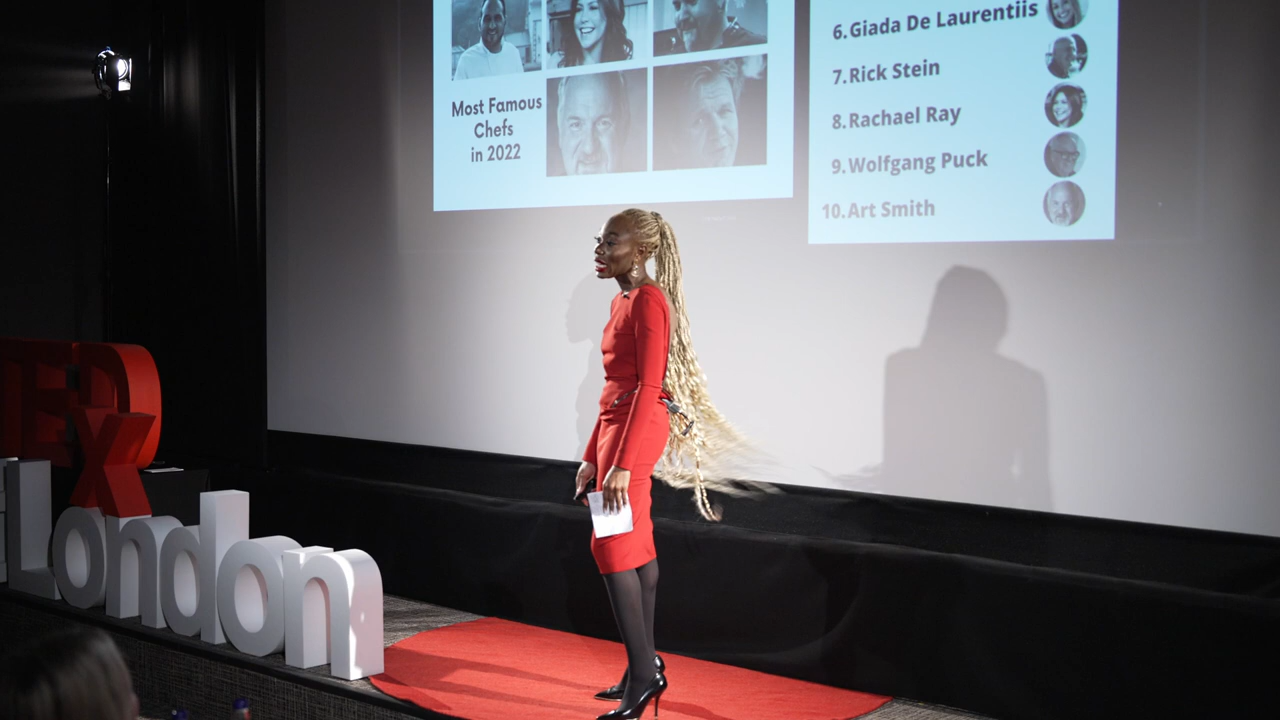 Most Famous
Chefs
in 2022
6. Giada De Laurentiis
7. Rick Stein
8. Rachael Ray
9. Wolfgang Puck
10. Art Smith
TEDx
London